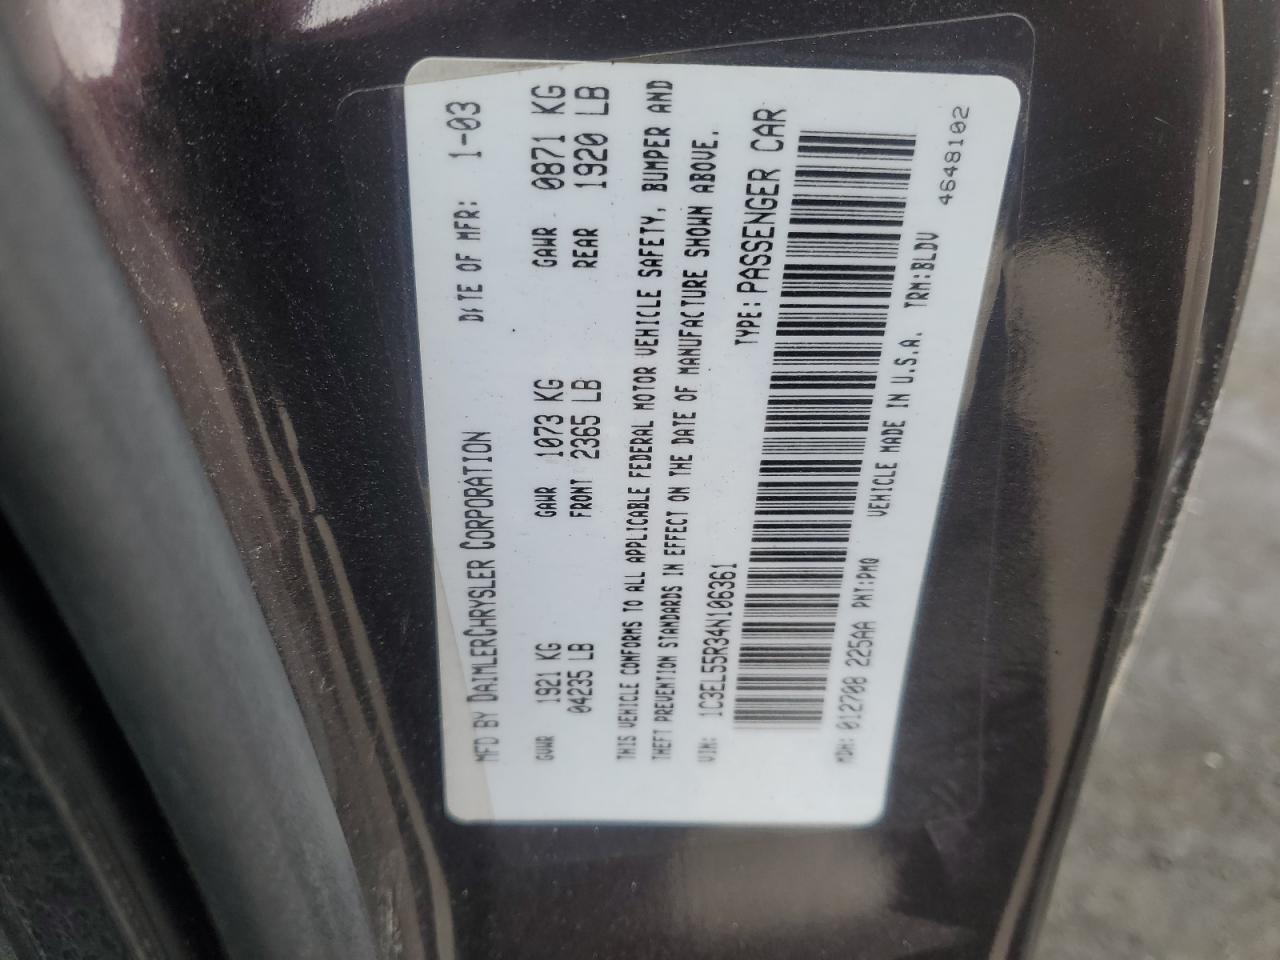 MFD BY DAIMLERCHRYSLER CORPORATION DATE OF MFR: 1-03
GVWR 1921 KG GAWR 1073 KG GAWR 0871 KG
04235 LB FRONT 2365 LB REAR 1920 LB
THIS VEHICLE CONFORMS TO ALL APPLICABLE FEDERAL MOTOR VEHICLE SAFETY, BUMPER AND
THEFT PREVENTION STANDARDS IN EFFECT ON THE DATE OF MANUFACTURE SHOWN ABOVE.
VIN: 1C3EL55R34N106361 TYPE: PASSENGER CAR
MDH: 012708 225AA PNT:PMQ VEHICLE MADE IN U.S.A. TRM:BLDV
4648102